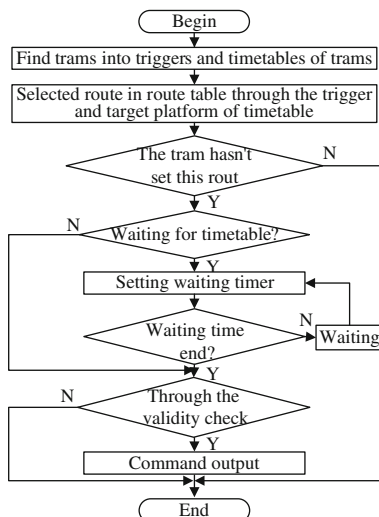 Begin
Find trams into triggers and timetables of trams
Selected route in route table through the trigger
and target platform of timetable
The tram hasn't
set this rout
N
Y
N
Waiting for timetable?
Y
Setting waiting timer
Waiting time
end?
N
Waiting
Y
N
Through the
validity check
Y
Command output
End